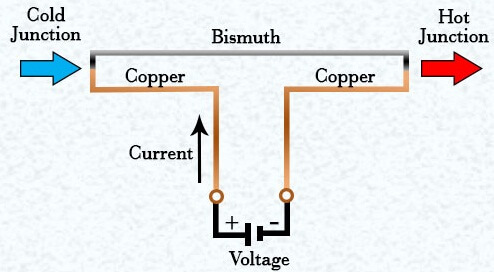 Cold
Junction
Hot
Junction
Bismuth
Copper
Copper
Current
+ -
Voltage